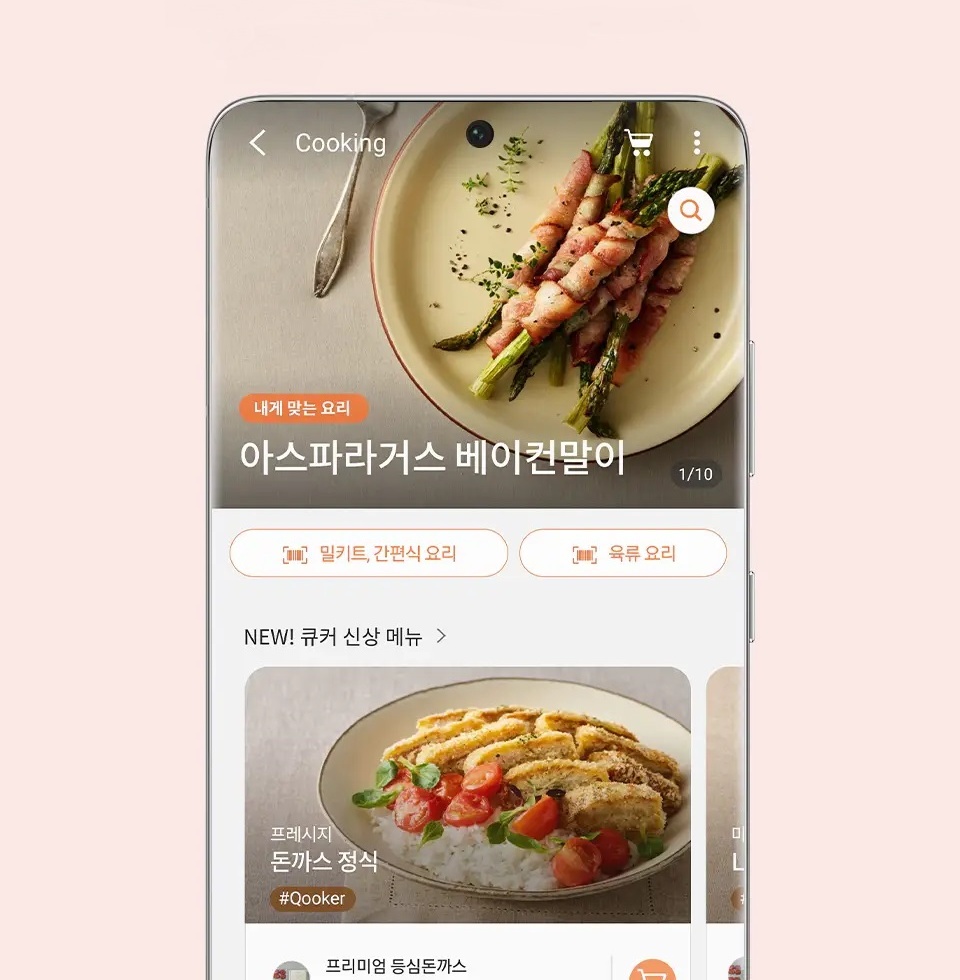 Cooking
내게 맞는 요리
아스파라거스 베이컨말이
1/10
밀키트, 간편식 요리
육류 요리
NEW! 큐커 신상 메뉴
프레시지
돈까스 정식
#Qooker
프리미엄 등심돈까스